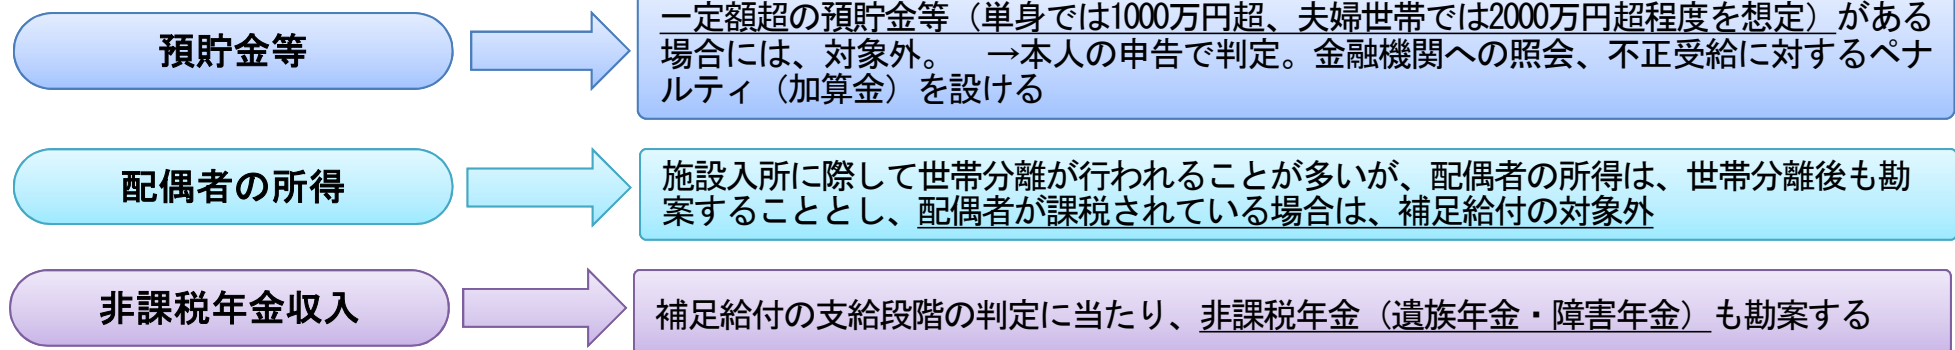 預貯金等
一定額超の預貯金等（単身では1000万円超、夫婦世帯では2000万円超程度を想定）がある
場合には、対象外。　→本人の申告で判定。金融機関への照会、不正受給に対するペナ
ルティ（加算金）を設ける
配偶者の所得
施設入所に際して世帯分離が行われることが多いが、配偶者の所得は、世帯分離後も勘
案することとし、配偶者が課税されている場合は、補足給付の対象外
非課税年金収入
補足給付の支給段階の判定に当たり、非課税年金（遺族年金・障害年金）も勘案する